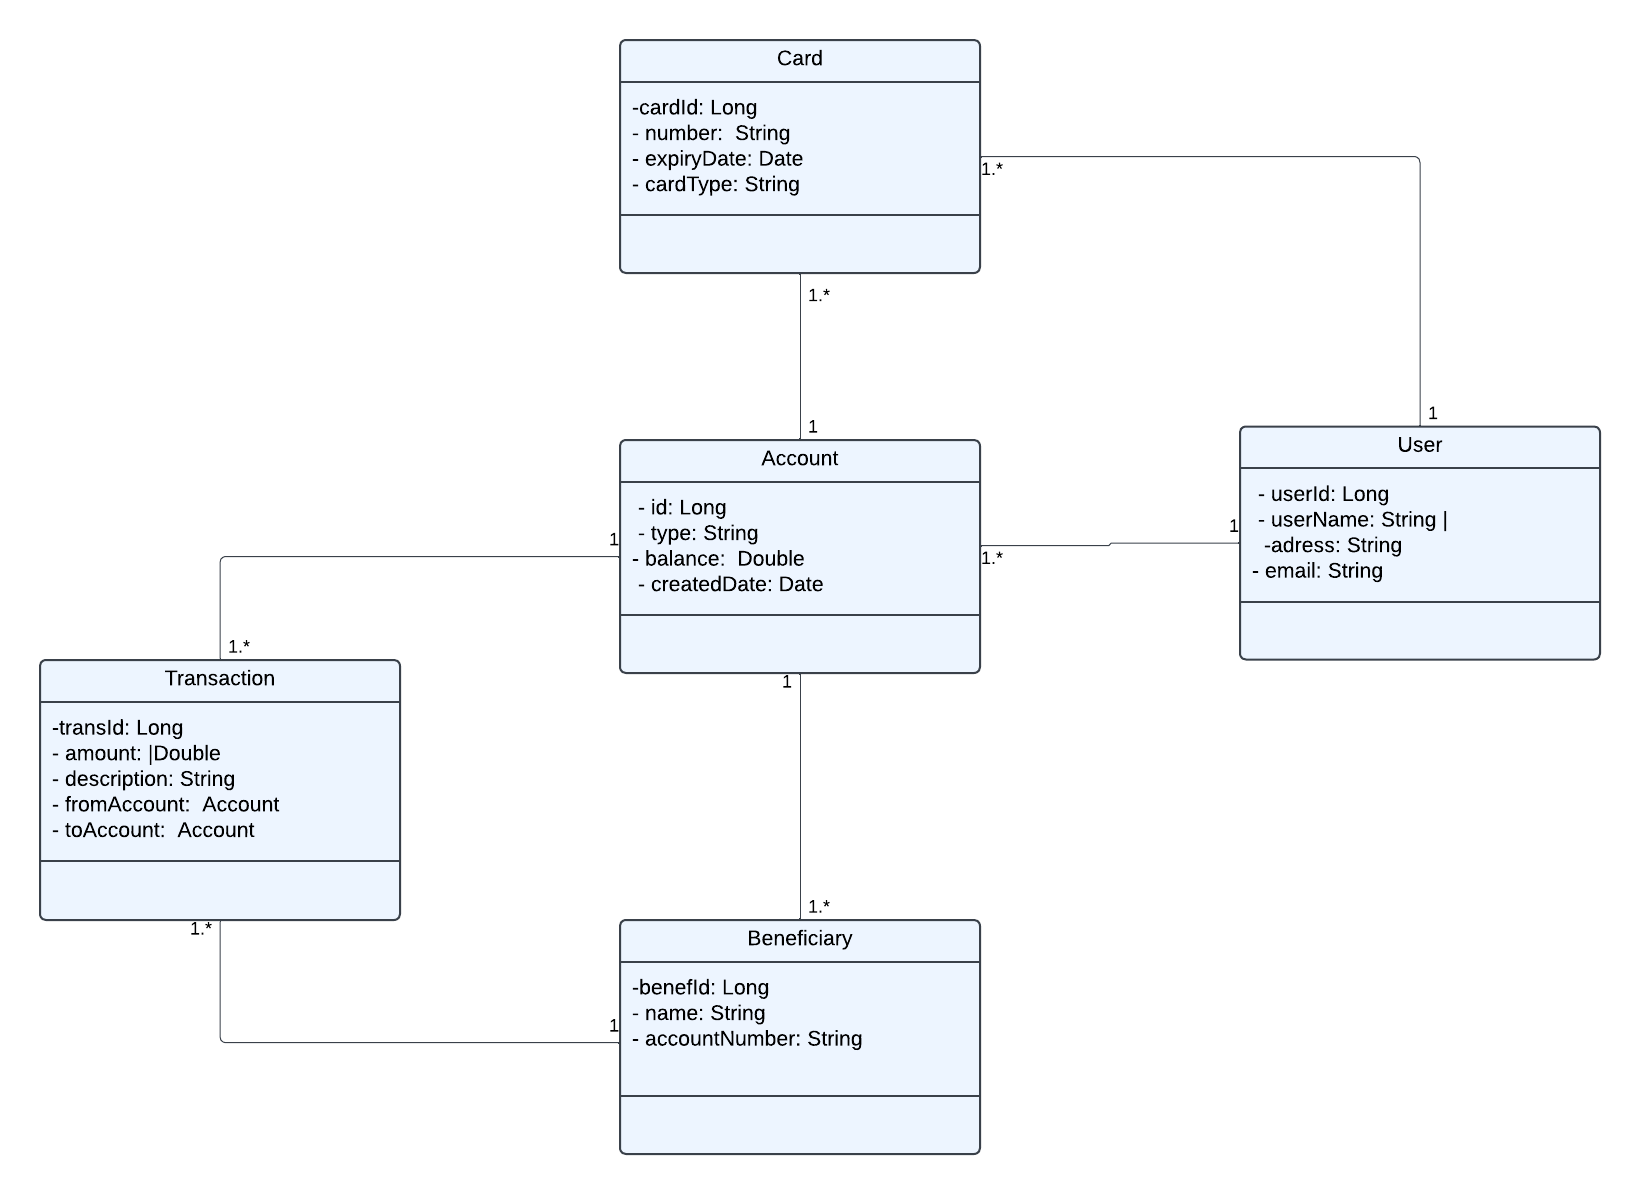 Card
-cardId: Long
- number:  String
- expiryDate: Date
- cardType: String
1.*
1.*
1
1
Account
- id: Long
- type: String
- balance:  Double
- createdDate: Date
User
- userId: Long
- userName: String |
-adress: String
- email: String
1
1.*
1
1.*
1
Transaction
-transId: Long
- amount: |Double
- description: String
- fromAccount:  Account
- toAccount:  Account
1.*
1.*
1
Beneficiary
-benefId: Long
- name: String
- accountNumber: String